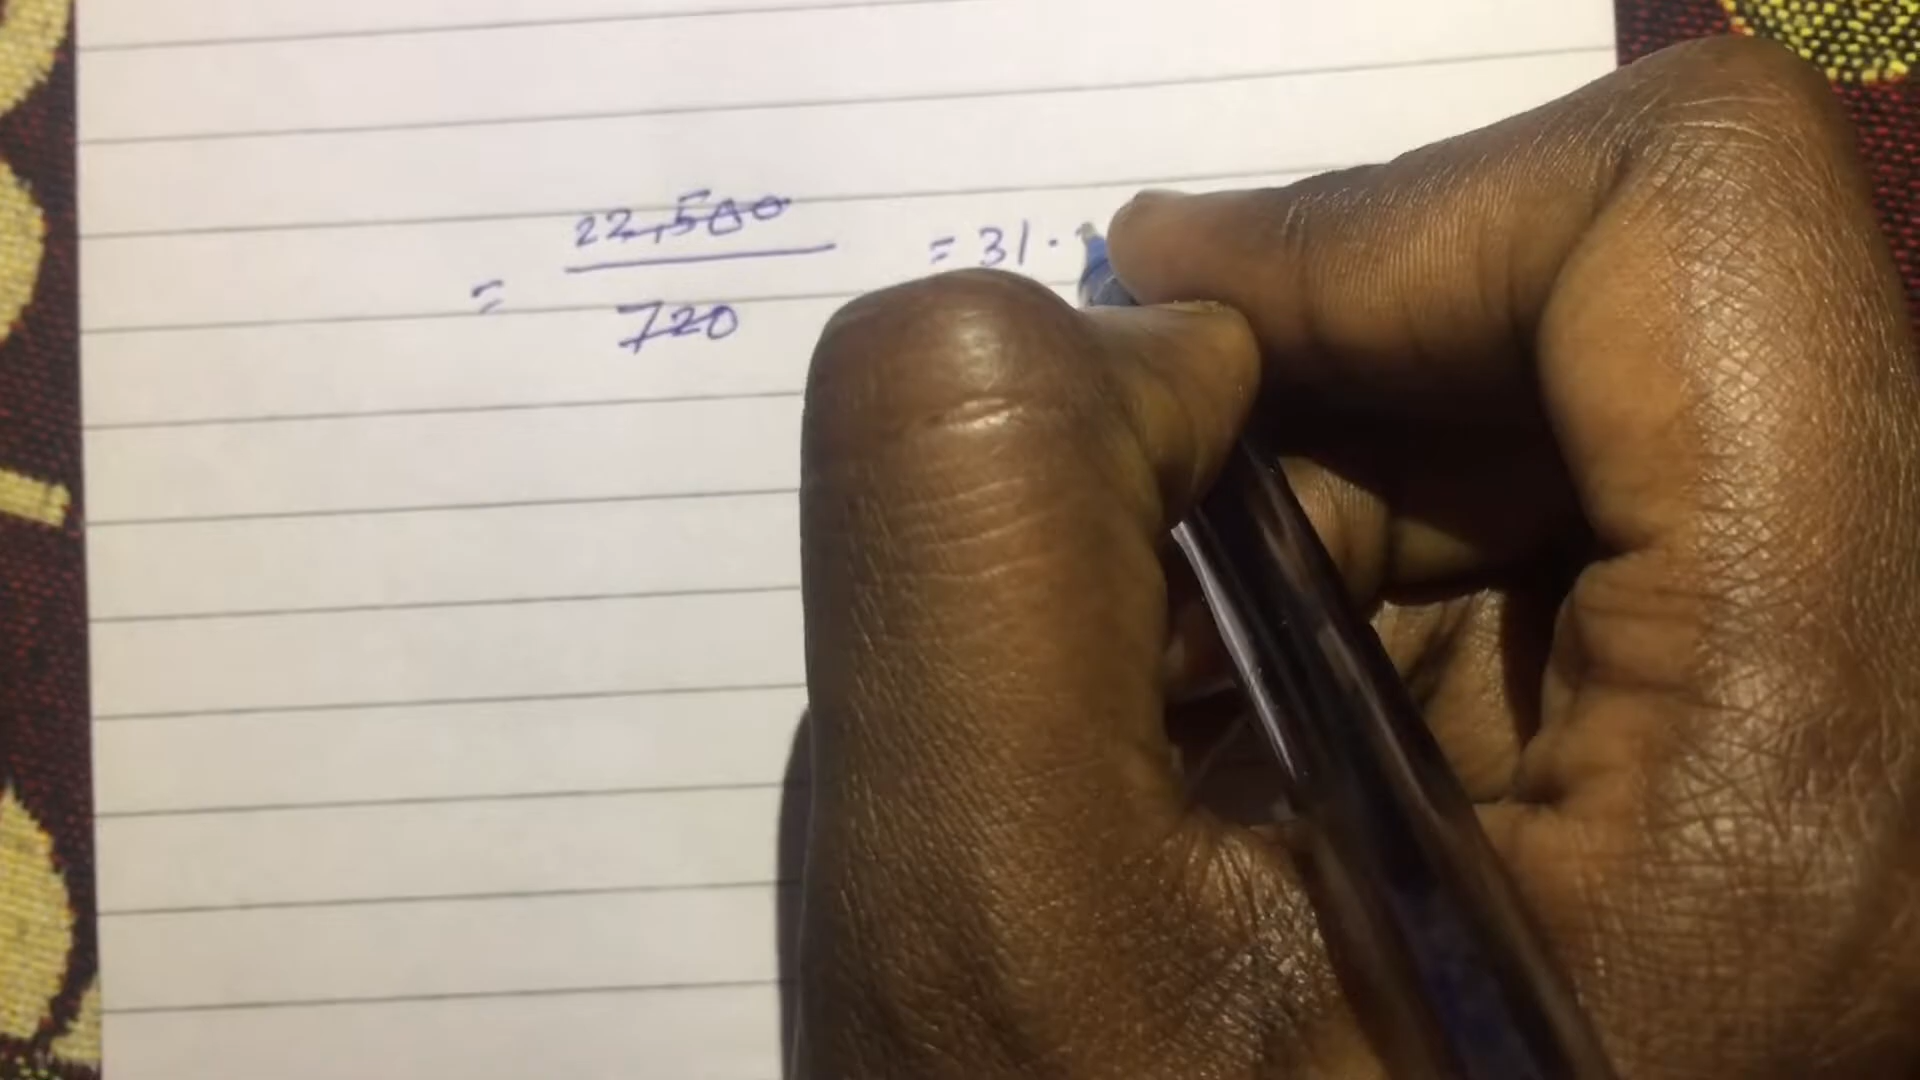 22,500
= ― = 31.
720